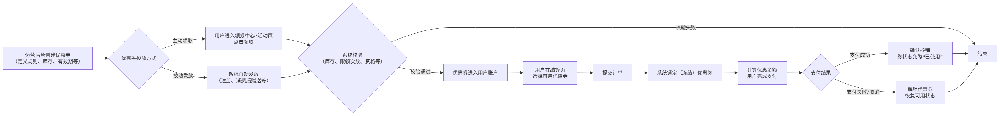 运营后台创建优惠券
（定义规则、库存、有效期等）
优惠券投放方式
主动领取
被动发放
用户进入领券中心/活动页
点击领取
系统自动发放
（注册、消费后赠送等）
系统校验
（库存、限领次数、资格等）
校验失败
校验通过
优惠券进入用户账户
用户在结算页
选择可用优惠券
提交订单
系统锁定（冻结）优惠券
计算优惠金额
用户完成支付
支付结果
支付成功
支付失败/取消
确认核销
券状态变为“已使用”
解锁优惠券
恢复可用状态
结束